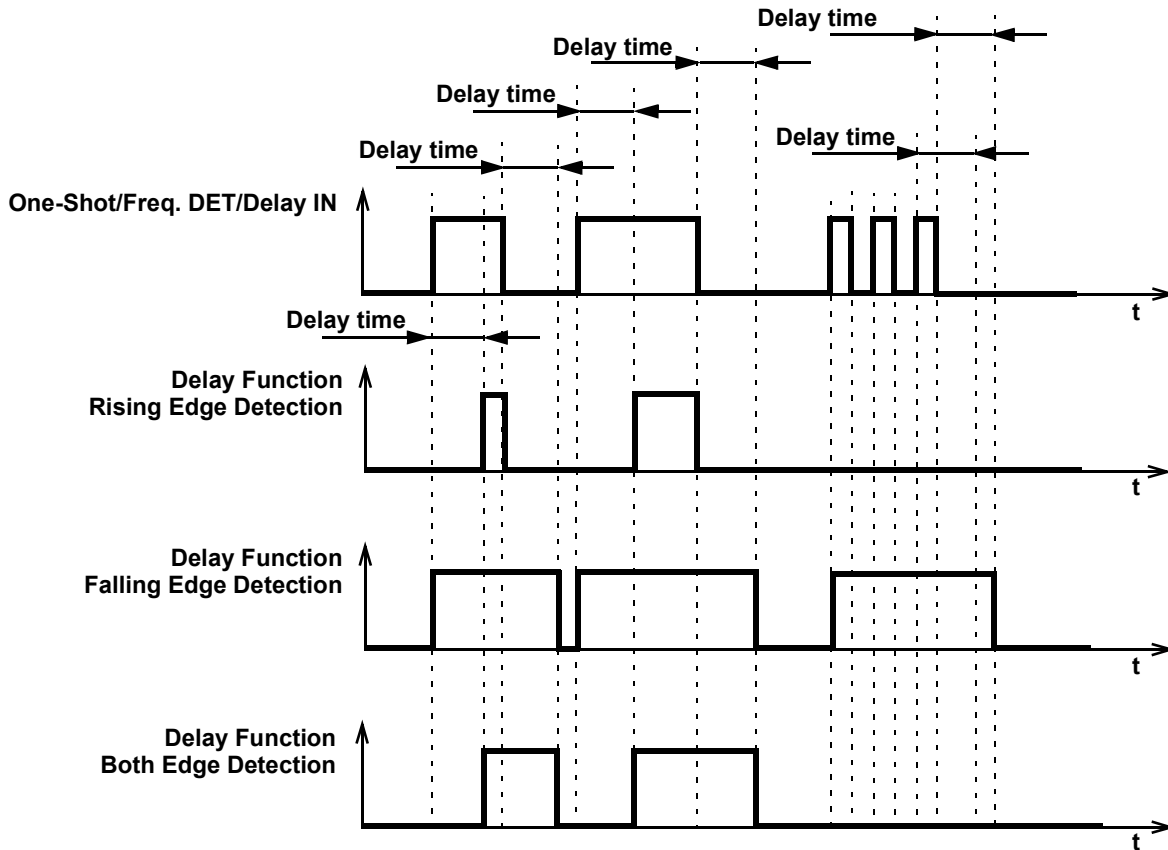 Delay time
Delay time
Delay time
Delay time
Delay time
One-Shot/Freq. DET/Delay IN
t
Delay time
Delay Function
Rising Edge Detection
t
Delay Function
Falling Edge Detection
t
Delay Function
Both Edge Detection
t